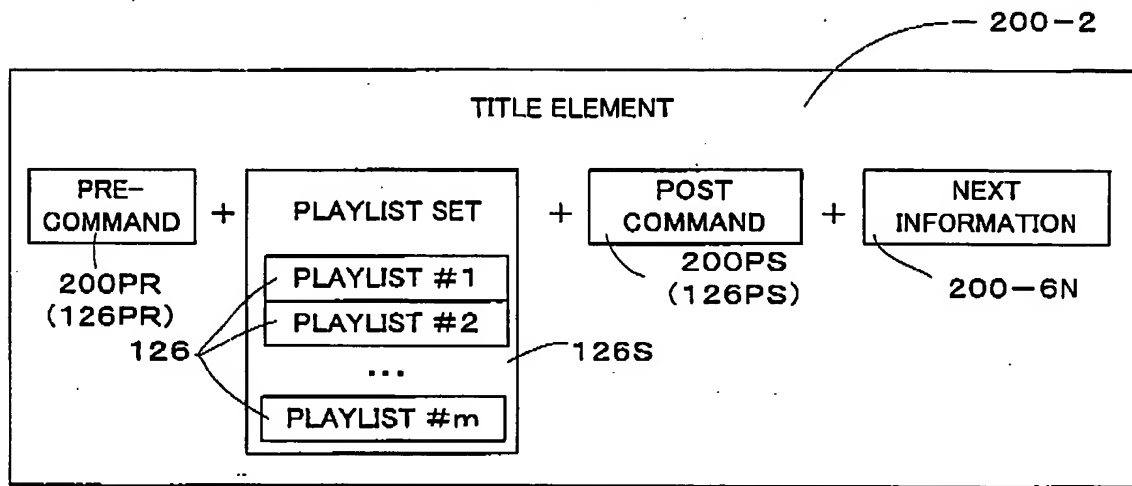 200-2
TITLE ELEMENT
PRE-
COMMAND
+
PLAYLIST SET
+
POST
COMMAND
+
NEXT
INFORMATION
200PR
(126PR)
PLAYLIST #1
PLAYLIST #2
...
PLAYLIST #m
126
126S
200PS
(126PS)
200-6N